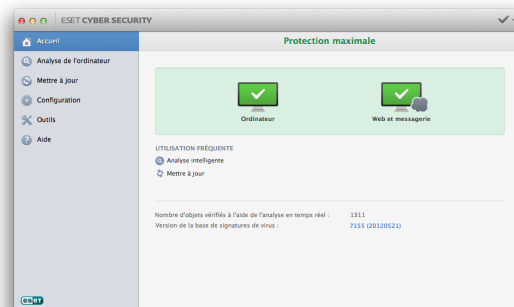 ESET CYBER SECURITY
Accueil
Protection maximale
Analyse de l'ordinateur
Mettre à jour
Configuration
Outils
Aide
Ordinateur
Web et messagerie
UTILISATION FRÉQUENTE
Analyse intelligente
Mettre à jour
Nombre d'objets vérifiés à l'aide de l'analyse en temps réel : 1311
Version de la base de signatures de virus : 7155 (20120521)
eset